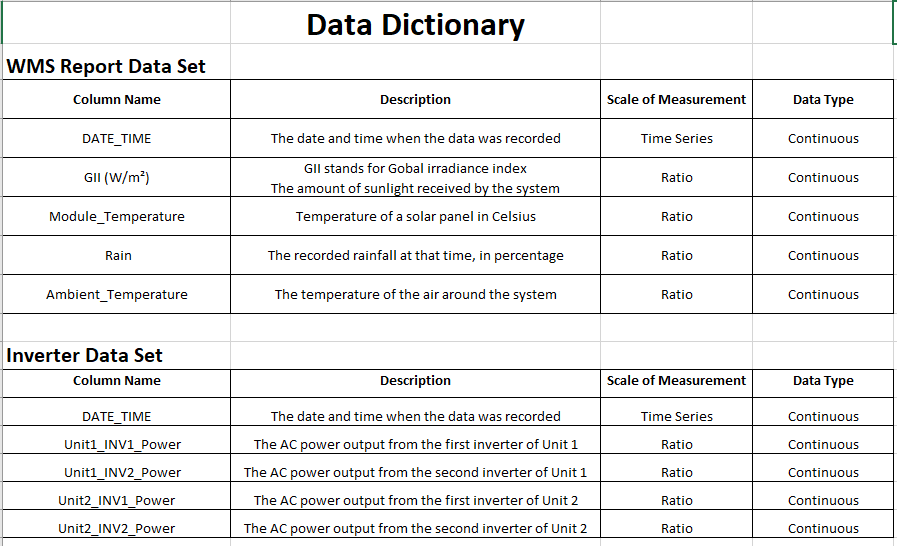 Data Dictionary
WMS Report Data Set
Column Name Description Scale of Measurement Data Type
DATE_TIME The date and time when the data was recorded Time Series Continuous
GII (W/m²) GII stands for Gobal irradiance index
The amount of sunlight received by the system Ratio Continuous
Module_Temperature Temperature of a solar panel in Celsius Ratio Continuous
Rain The recorded rainfall at that time, in percentage Ratio Continuous
Ambient_Temperature The temperature of the air around the system Ratio Continuous
Inverter Data Set
Column Name Description Scale of Measurement Data Type
DATE_TIME The date and time when the data was recorded Time Series Continuous
Unit1_INV1_Power The AC power output from the first inverter of Unit 1 Ratio Continuous
Unit1_INV2_Power The AC power output from the second inverter of Unit 1 Ratio Continuous
Unit2_INV1_Power The AC power output from the first inverter of Unit 2 Ratio Continuous
Unit2_INV2_Power The AC power output from the second inverter of Unit 2 Ratio Continuous